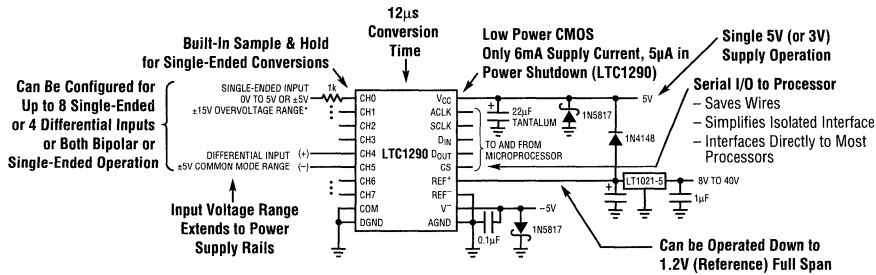 12µs
Conversion
Time
Built-In Sample & Hold
for Single-Ended Conversions
Low Power CMOS
Only 6mA Supply Current, 5µA in
Power Shutdown (LTC1290)
Single 5V (or 3V)
Supply Operation
Can Be Configured for
Up to 8 Single-Ended
or 4 Differential Inputs
or Both Bipolar or
Single-Ended Operation
SINGLE-ENDED INPUT
0V TO 5V OR ±5V
±15V OVERVOLTAGE RANGE*
1k
DIFFERENTIAL INPUT (+)
±5V COMMON MODE RANGE (–)
Input Voltage Range
Extends to Power
Supply Rails
LTC1290
CH0
CH1
CH2
CH3
CH4
CH5
CH6
CH7
COM
DGND
VCC
ACLK
SCLK
DIN
DOUT
CS
REF+
REF–
V–
AGND
+
22µF
TANTALUM
1N5817
5V
1N4148
TO AND FROM
MICROPROCESSOR
Serial I/O to Processor
– Saves Wires
– Simplifies Isolated Interface
– Interfaces Directly to Most
Processors
+
LT1021-5
8V TO 40V
1µF
–5V
0.1µF
1N5817
Can be Operated Down to
1.2V (Reference) Full Span